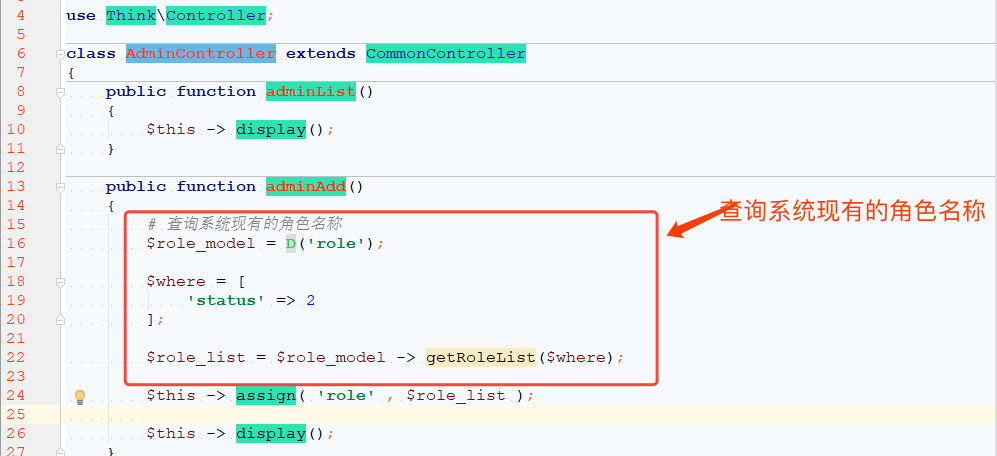 4 use Think\Controller;
5
6 class AdminController extends CommonController
7 {
8 public function adminList()
9 {
10 $this -> display();
11 }
12
13 public function adminAdd()
14 {
15 # 查询系统现有的角色名称
16 $role_model = D('role');
查询系统现有的角色名称
17
18 $where = [
19 'status' => 2
20 ];
21
22 $role_list = $role_model -> getRoleList($where);
23
24 $this -> assign( 'role' , $role_list );
25
26 $this -> display();
27 }